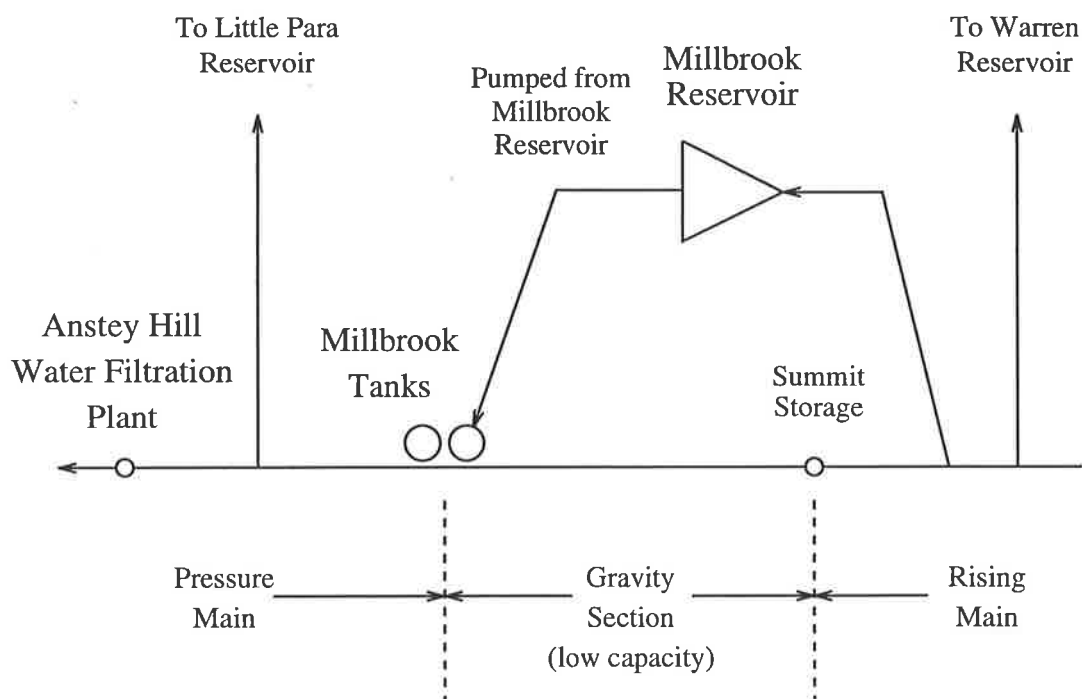 To Little Para
Reservoir
Pumped from
Millbrook
Reservoir
Millbrook
Reservoir
To Warren
Reservoir
Anstey Hill
Water Filtration
Plant
Millbrook
Tanks
Summit
Storage
Pressure
Main
Gravity
Section
(low capacity)
Rising
Main